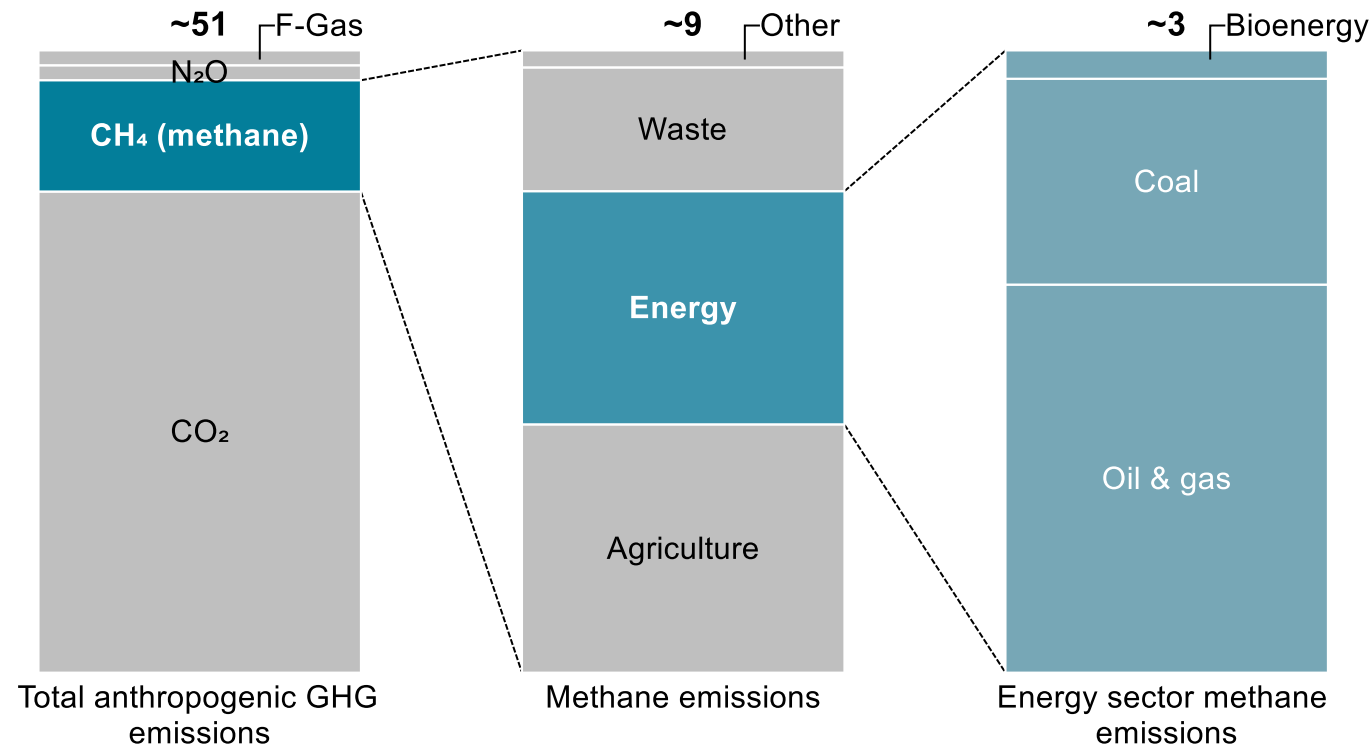 ~51
F-Gas
N₂O
CH₄ (methane)
CO₂
Total anthropogenic GHG
emissions
~9
Other
Waste
Energy
Agriculture
Methane emissions
~3
Bioenergy
Coal
Oil & gas
Energy sector methane
emissions